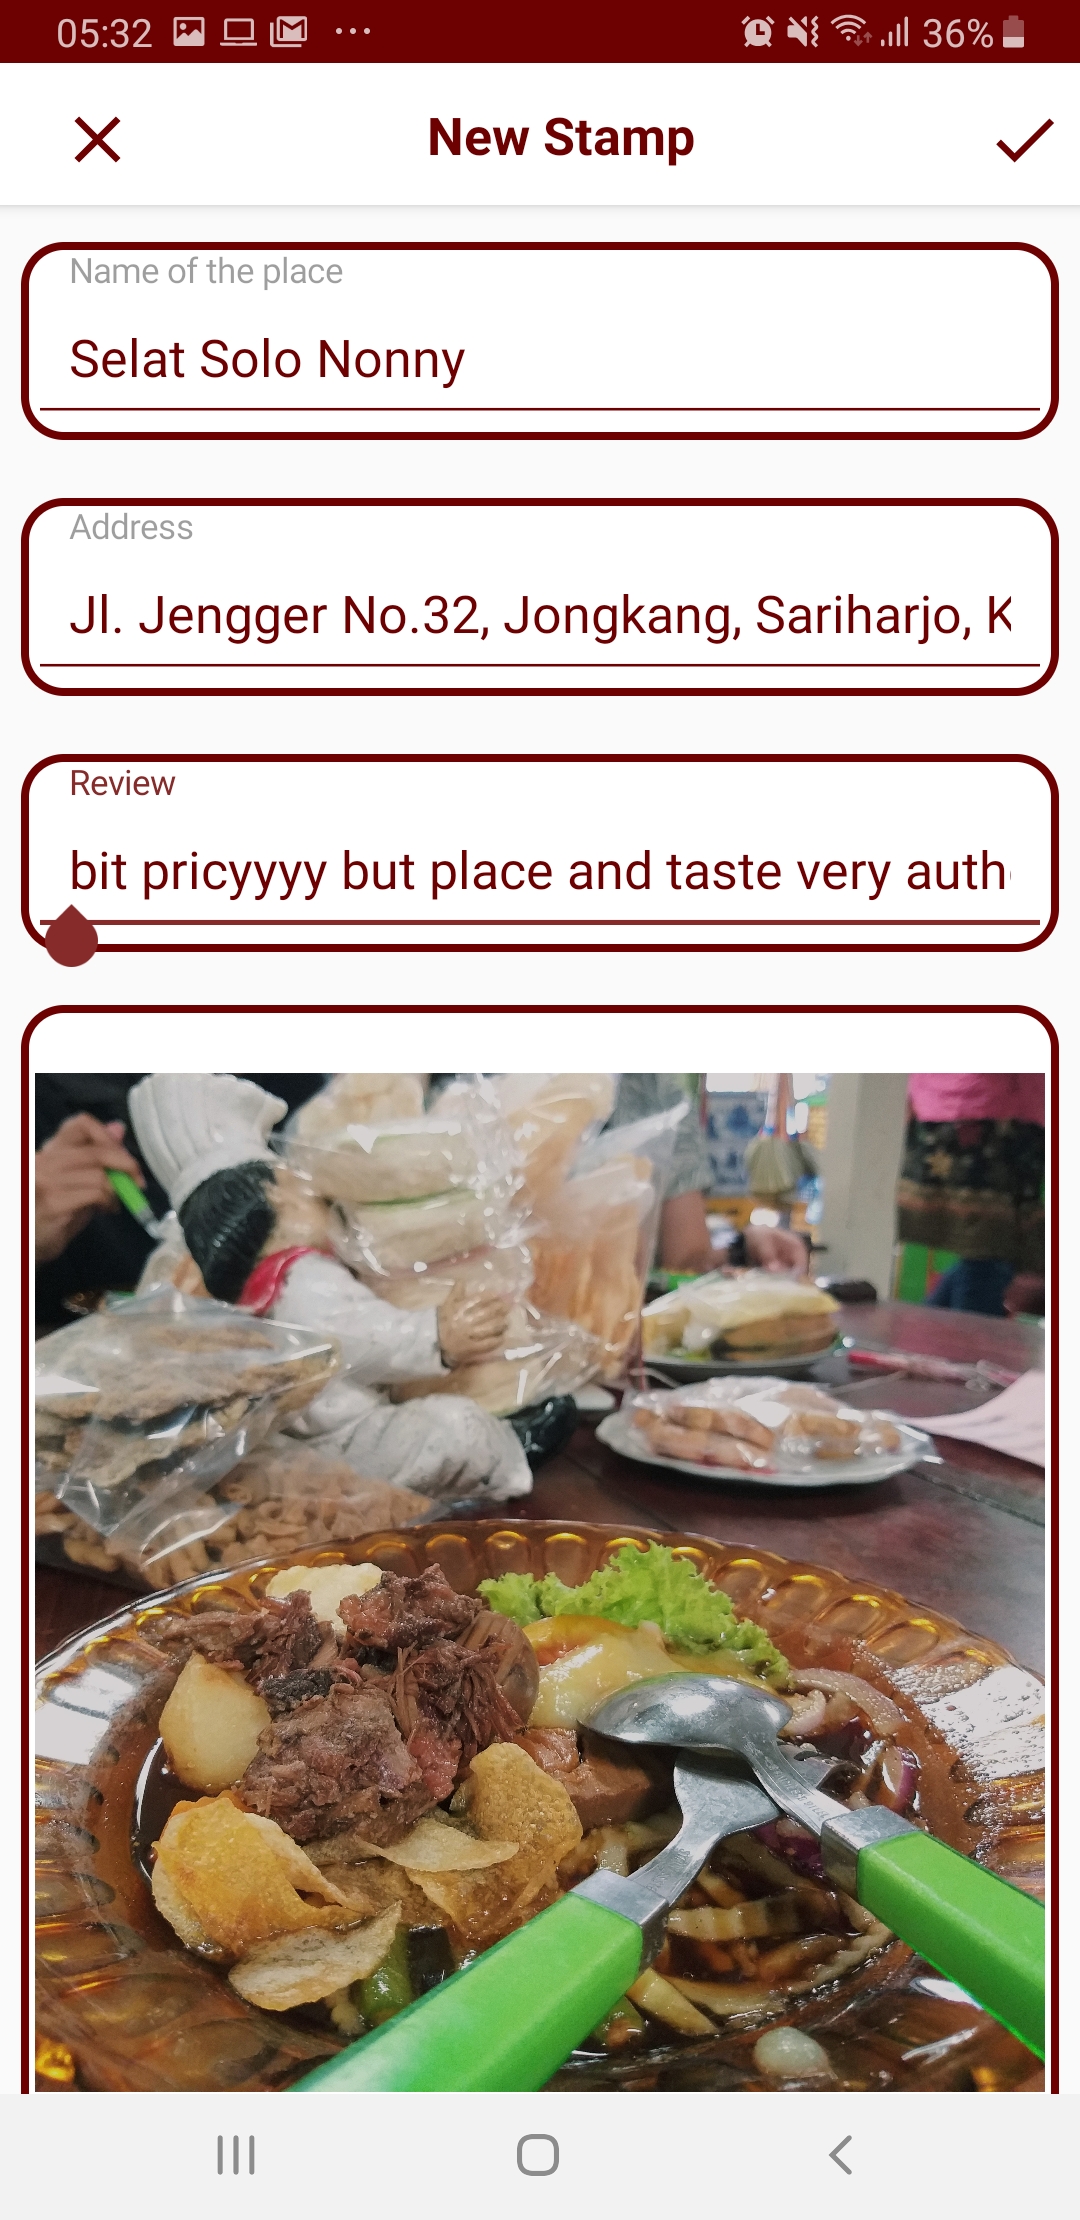 05:32
36%
New Stamp
Name of the place
Selat Solo Nonny
Address
Jl. Jengger No.32, Jongkang, Sariharjo, K
Review
bit pricyyyy but place and taste very auth